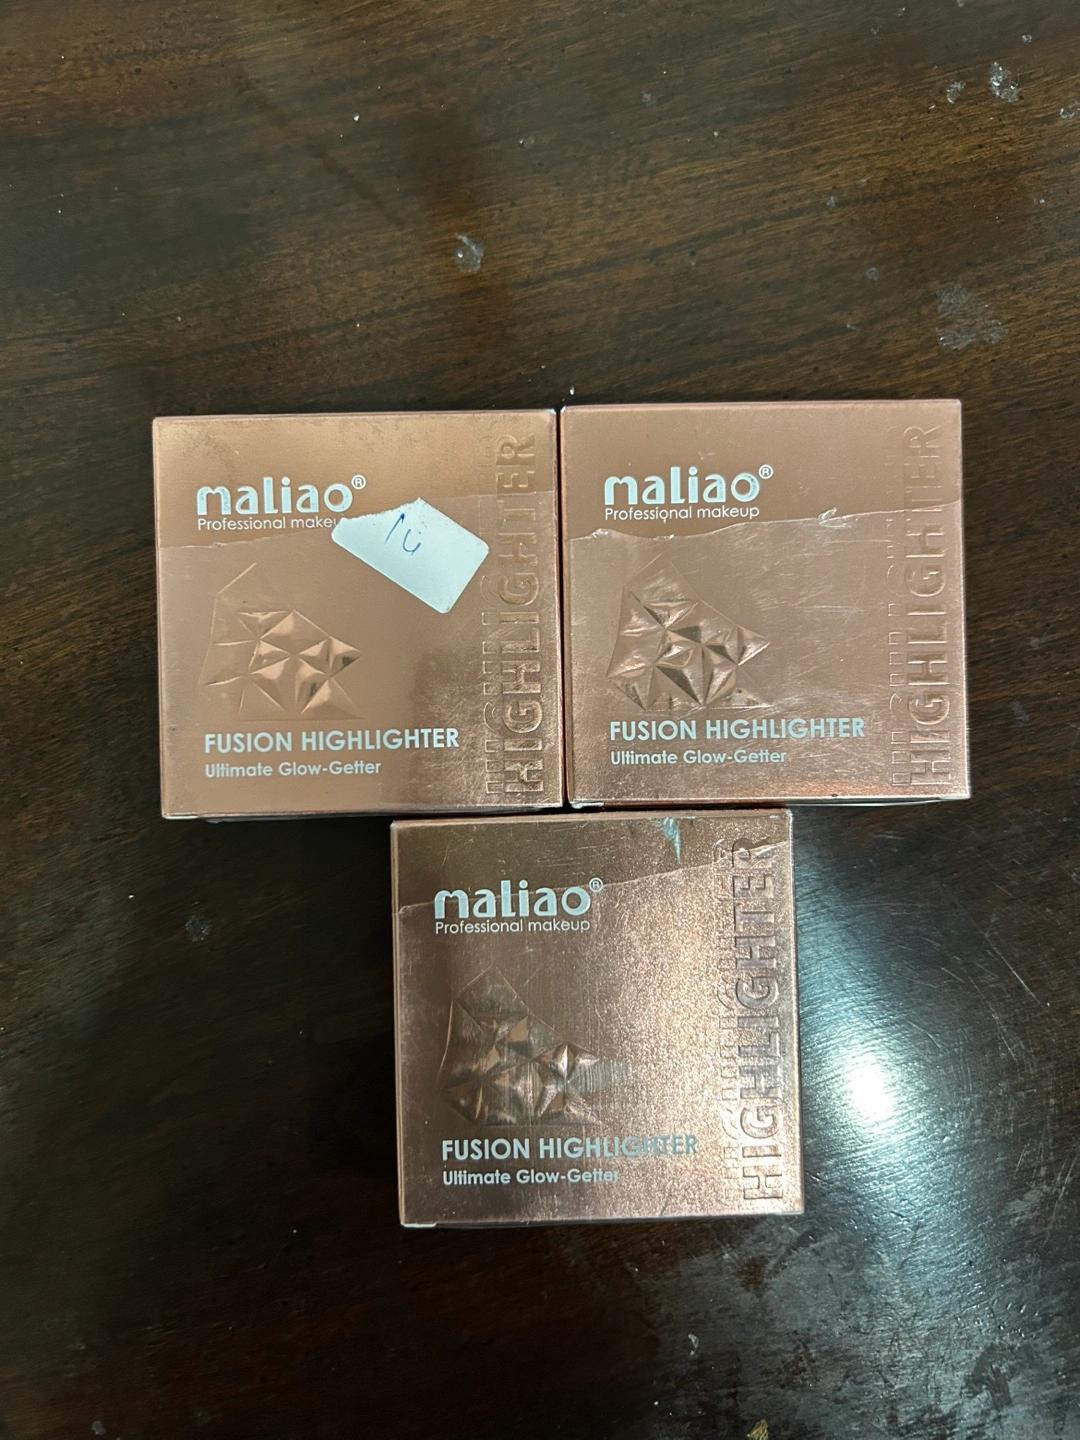 maliao®
Professional makeu
HIGHLIGHTER
FUSION HIGHLIGHTER
Ultimate Glow-Getter
maliao®
Professional makeup
HIGHLIGHTER
FUSION HIGHLIGHTER
Ultimate Glow-Getter
maliao®
Professional makeup
HIGHLIGHTER
FUSION HIGHLIGHTER
Ultimate Glow-Getter